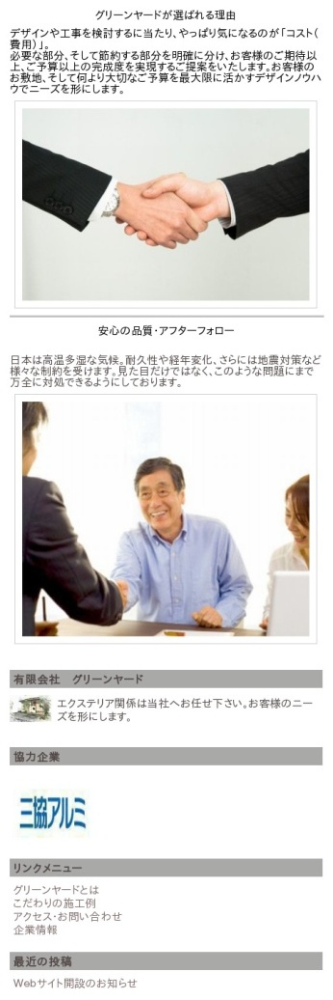 グリーンヤードが選ばれる理由
デザインや工事を検討するに当たり、やっぱり気になるのが「コスト(
費用)」。
必要な部分、そして節約する部分を明確に分け、お客様のご期待以
上、ご予算以上の完成度を実現するご提案をいたします。お客様の
お敷地、そして何より大切なご予算を最大限に活かすデザインノウハ
ウでニーズを形にします。
安心の品質・アフターフォロー
日本は高温多湿な気候。耐久性や経年変化、さらには地震対策など
様々な制約を受けます。見た目だけではなく、このような問題にまで
万全に対処できるようにしております。
有限会社　グリーンヤード
エクステリア関係は当社へお任せ下さい。お客様のニー
ズを形にします。
協力企業
三協アルミ
リンクメニュー
グリーンヤードとは
こだわりの施工例
アクセス・お問い合わせ
企業情報
最近の投稿
Webサイト開設のお知らせ